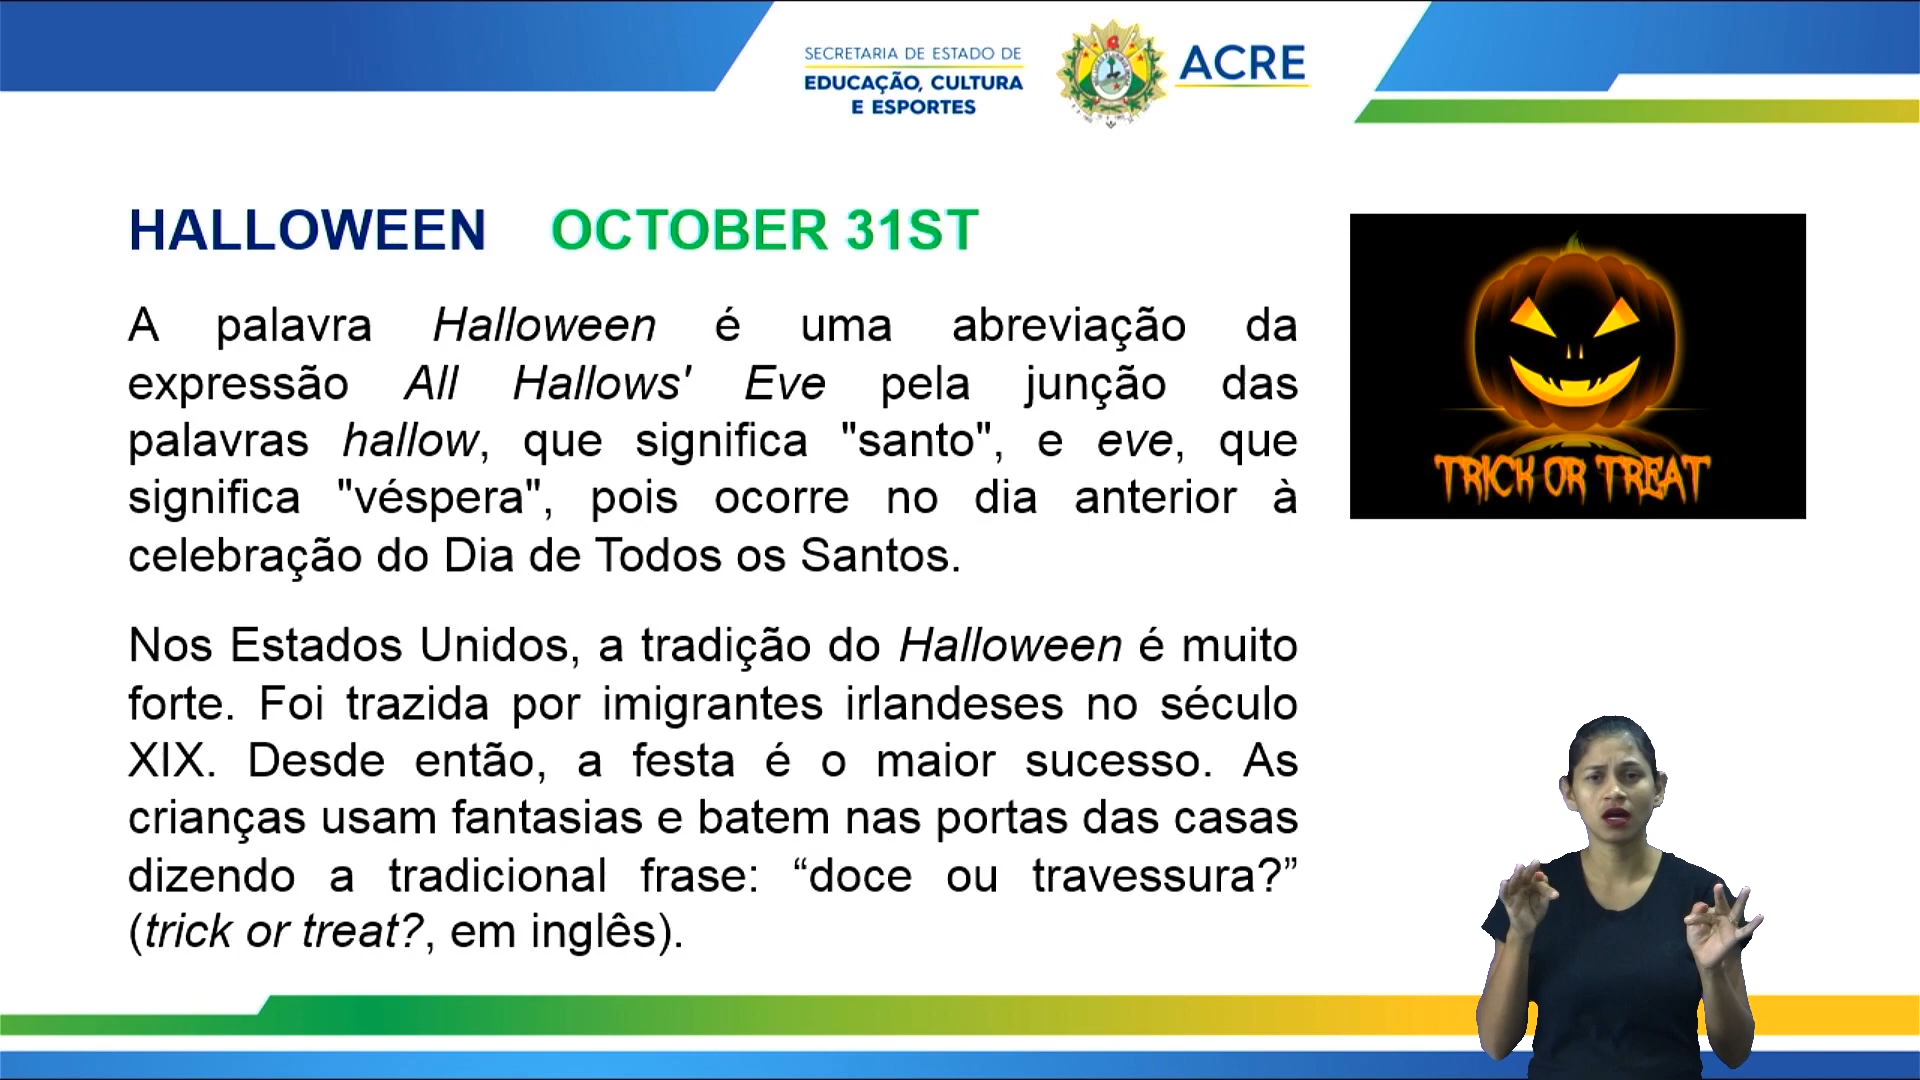 SECRETARIA DE ESTADO DE
EDUCAÇÃO, CULTURA
E ESPORTES
ACRE
HALLOWEEN OCTOBER 31ST
A palavra Halloween é uma abreviação da
expressão All Hallows' Eve pela junção das
palavras hallow, que significa "santo", e eve, que
significa "véspera", pois ocorre no dia anterior à
celebração do Dia de Todos os Santos.
Nos Estados Unidos, a tradição do Halloween é muito
forte. Foi trazida por imigrantes irlandeses no século
XIX. Desde então, a festa é o maior sucesso. As
crianças usam fantasias e batem nas portas das casas
dizendo a tradicional frase: “doce ou travessura?”
(trick or treat?, em inglês).
TRICK OR TREAT